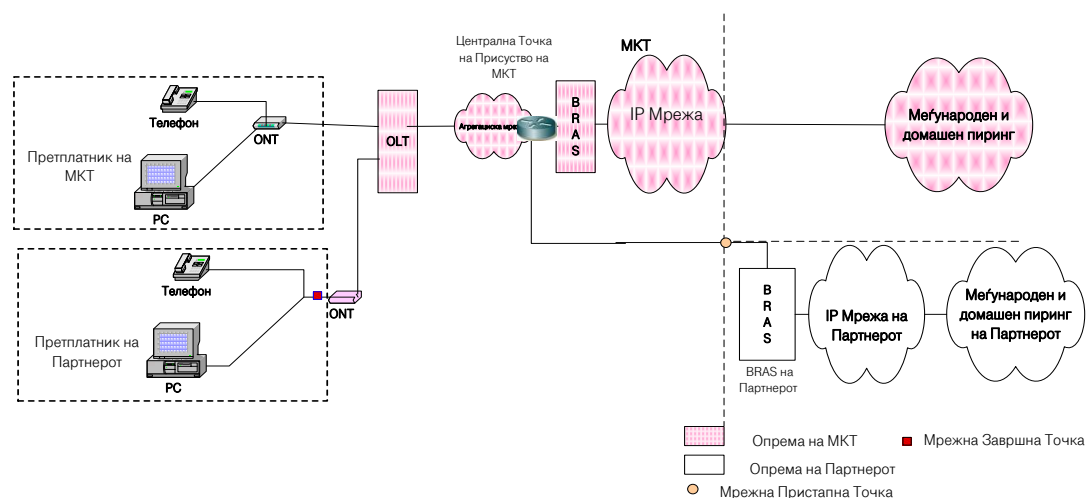 Централна Точка
на Присуство на
МКТ
МКТ
Телефон
ONT
Претплатник на
МКТ
PC
OLT
Агрегациска мре
B
R
A
S
IP Мрежа
Меѓународен и
домашен пиринг
Телефон
ONT
Претплатник на
Партнерот
PC
B
R
A
S
BRAS на
Партнерот
IP Мрежа на
Партнерот
Меѓународен и
домашен пиринг
на Партнерот
Опрема на МКТ
Мрежна Завршна Точка
Опрема на Партнерот
Мрежна Пристапна Точка